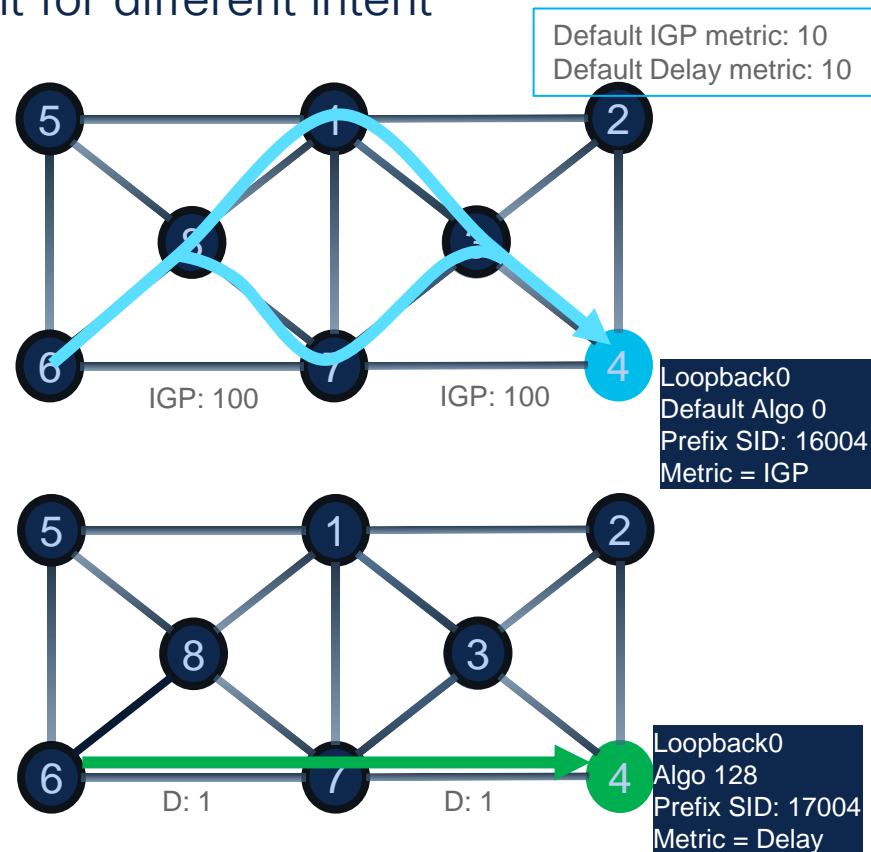 t for different intent
Default IGP metric: 10
Default Delay metric: 10
5
1
2
8
6
7
4
IGP: 100
IGP: 100
Loopback0
Default Algo 0
Prefix SID: 16004
Metric = IGP
5
1
2
8
3
6
7
4
D: 1
D: 1
Loopback0
Algo 128
Prefix SID: 17004
Metric = Delay